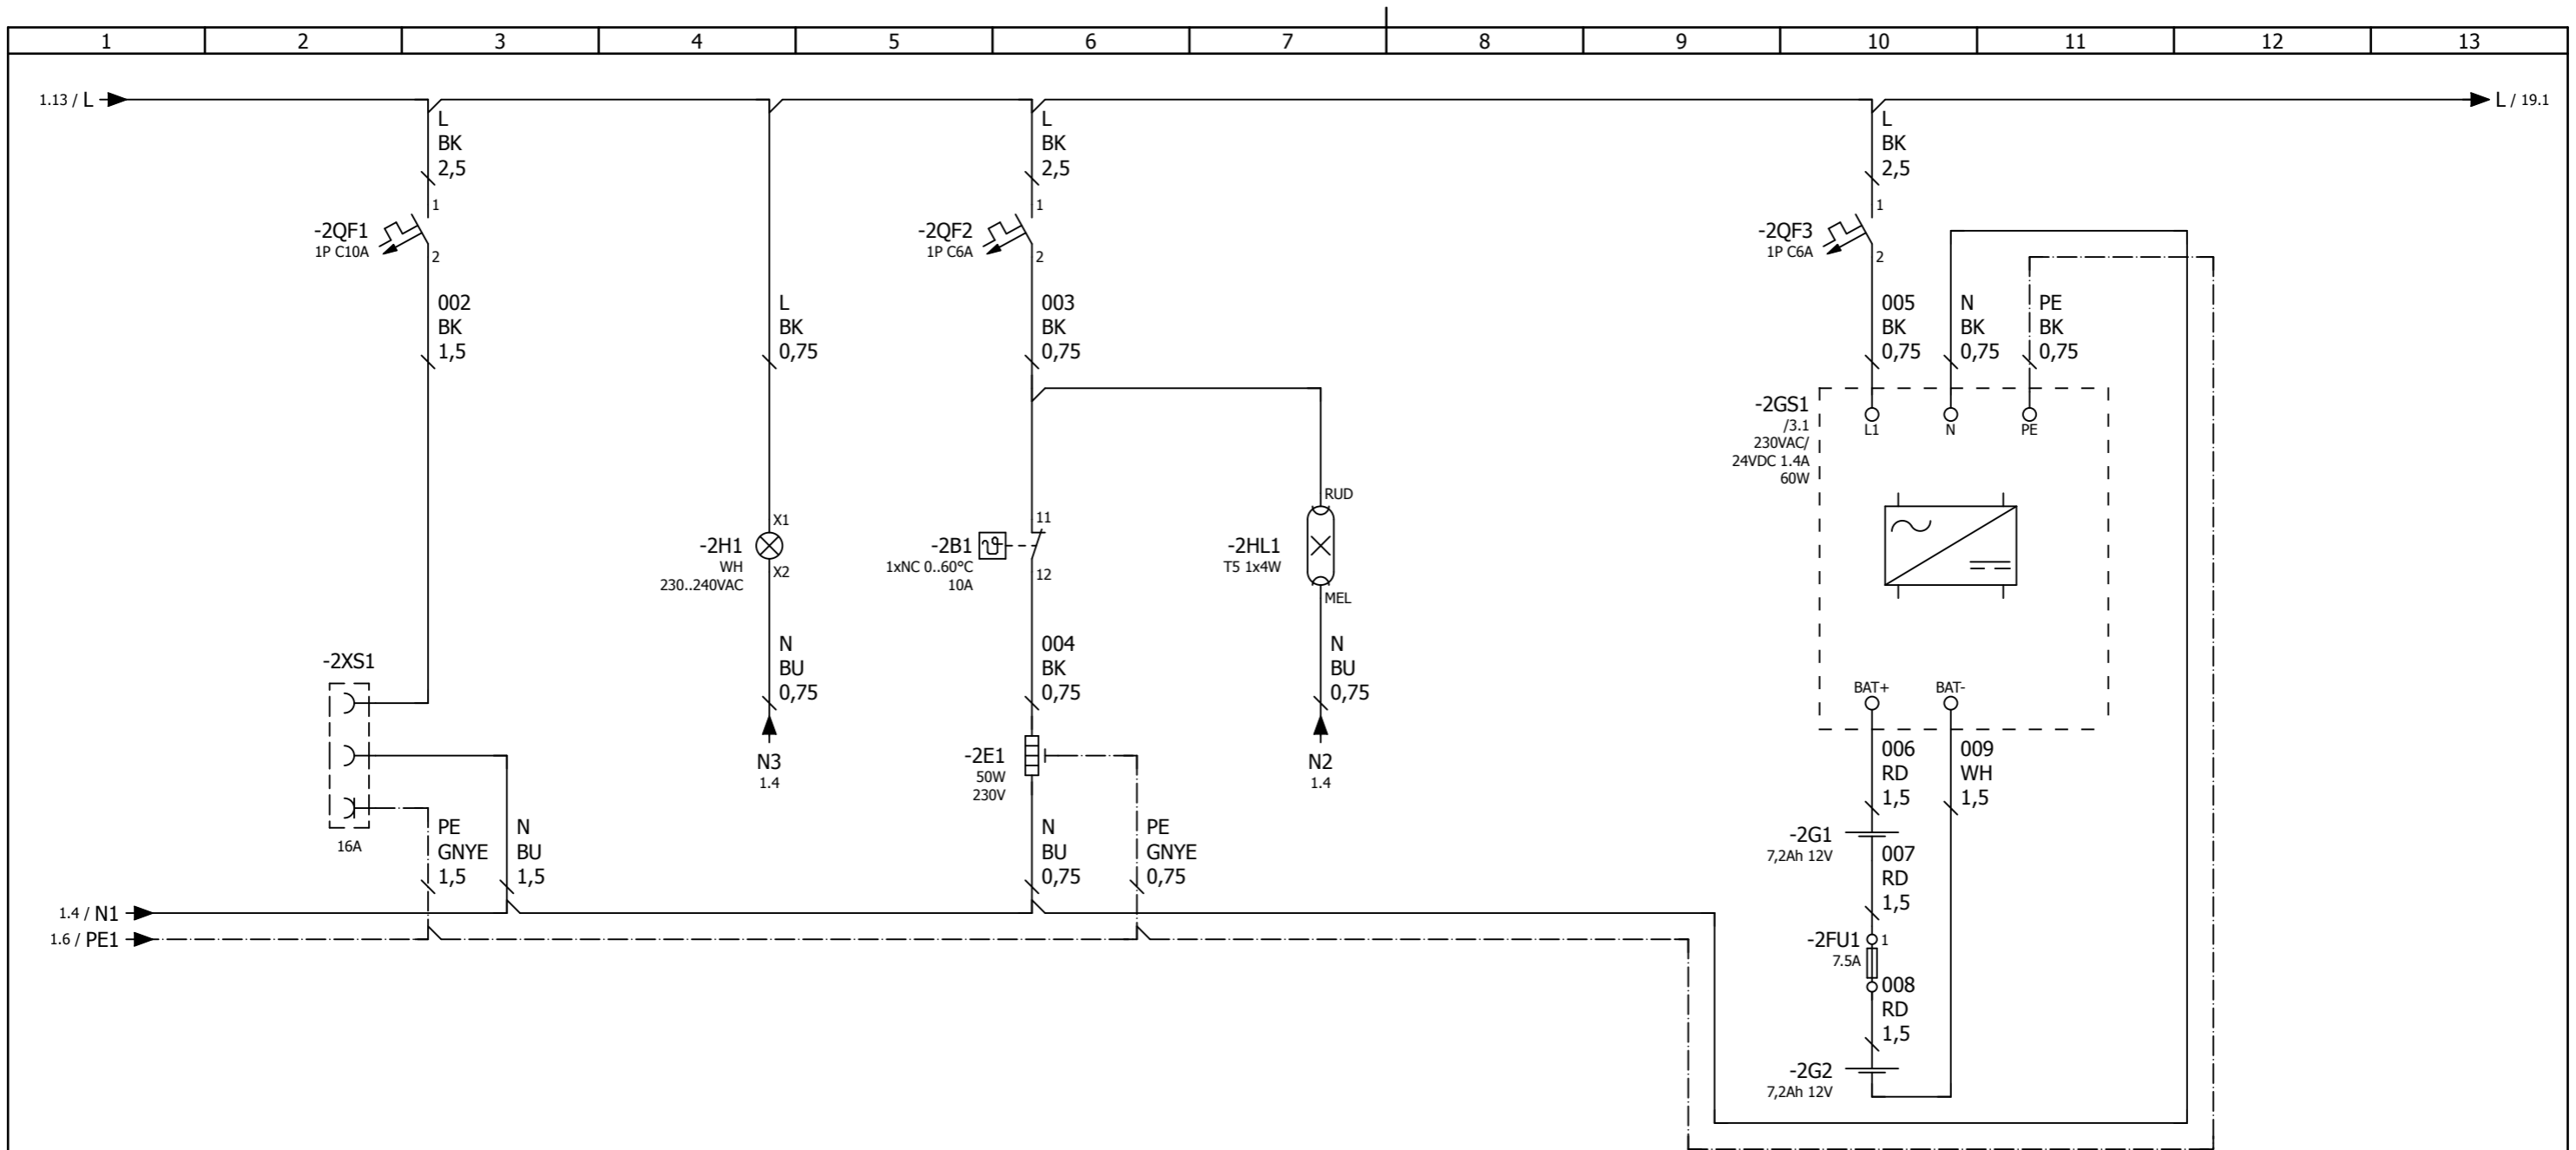 1 2 3 4 5 6 7 8 9 10 11 12 13
1.13 / L
L / 19.1
L
BK
2,5
1
-2QF1
1P C10A
2
002
BK
1,5
-2XS1
16A
PE
GNYE
1,5
N
BU
1,5
L
BK
0,75
X1
-2H1
WH
230..240VAC
X2
N
BU
0,75
N3
1.4
L
BK
2,5
1
-2QF2
1P C6A
2
003
BK
0,75
11
-2B1
1xNC 0..60°C
10A
12
004
BK
0,75
-2E1
50W
230V
N
BU
0,75
PE
GNYE
0,75
RUD
-2HL1
T5 1x4W
MEL
N
BU
0,75
N2
1.4
L
BK
2,5
1
-2QF3
1P C6A
2
005
BK
0,75
N
BK
0,75
PE
BK
0,75
-2GS1
/3.1
230VAC/
24VDC 1.4A
60W
L1
N
PE
BAT+
BAT-
006
RD
1,5
009
WH
1,5
-2G1
7,2Ah 12V
007
RD
1,5
-2FU1
7.5A
1
008
RD
1,5
-2G2
7,2Ah 12V
1.4 / N1
1.6 / PE1